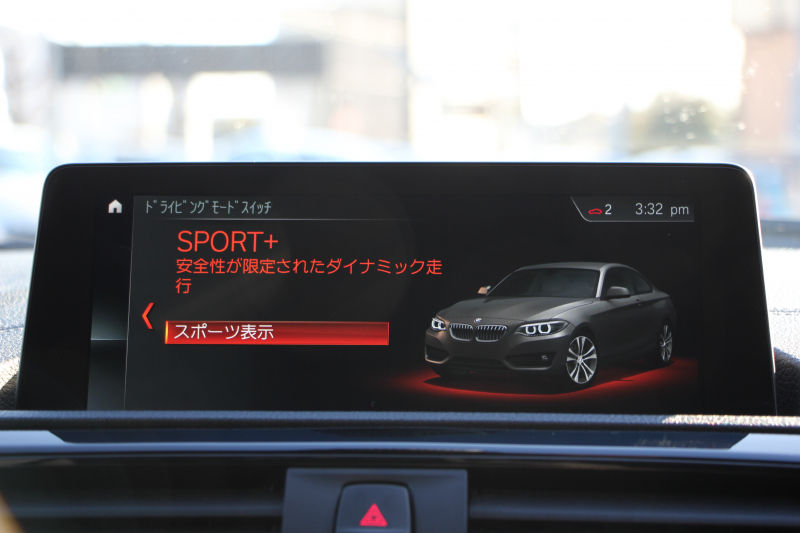 ﾄﾞﾗｲﾋﾞﾝｸﾞﾓｰﾄﾞｽｲｯﾁ
2
3:32 pm
SPORT+
安全性が限定されたダイナミック走
行
スポーツ表示